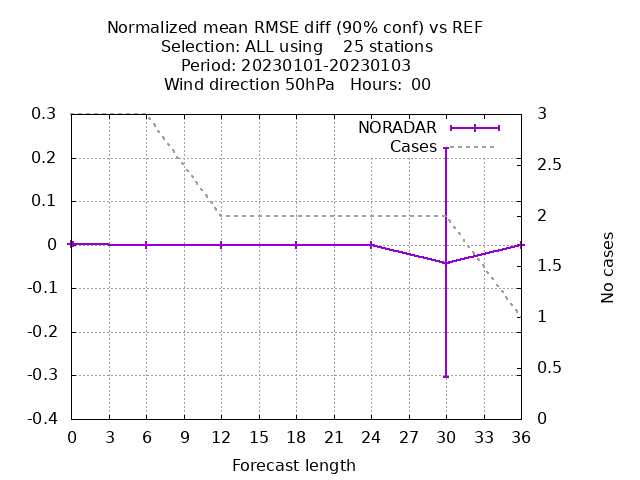 Normalized mean RMSE diff (90% conf) vs REF
Selection: ALL using    25 stations
Period: 20230101-20230103
Wind direction 50hPa   Hours: 00
0.3
0.2
0.1
0
-0.1
-0.2
-0.3
-0.4
NORADAR
Cases
3
2.5
2
1.5
1
0.5
0
No cases
0 3 6 9 12 15 18 21 24 27 30 33 36
Forecast length